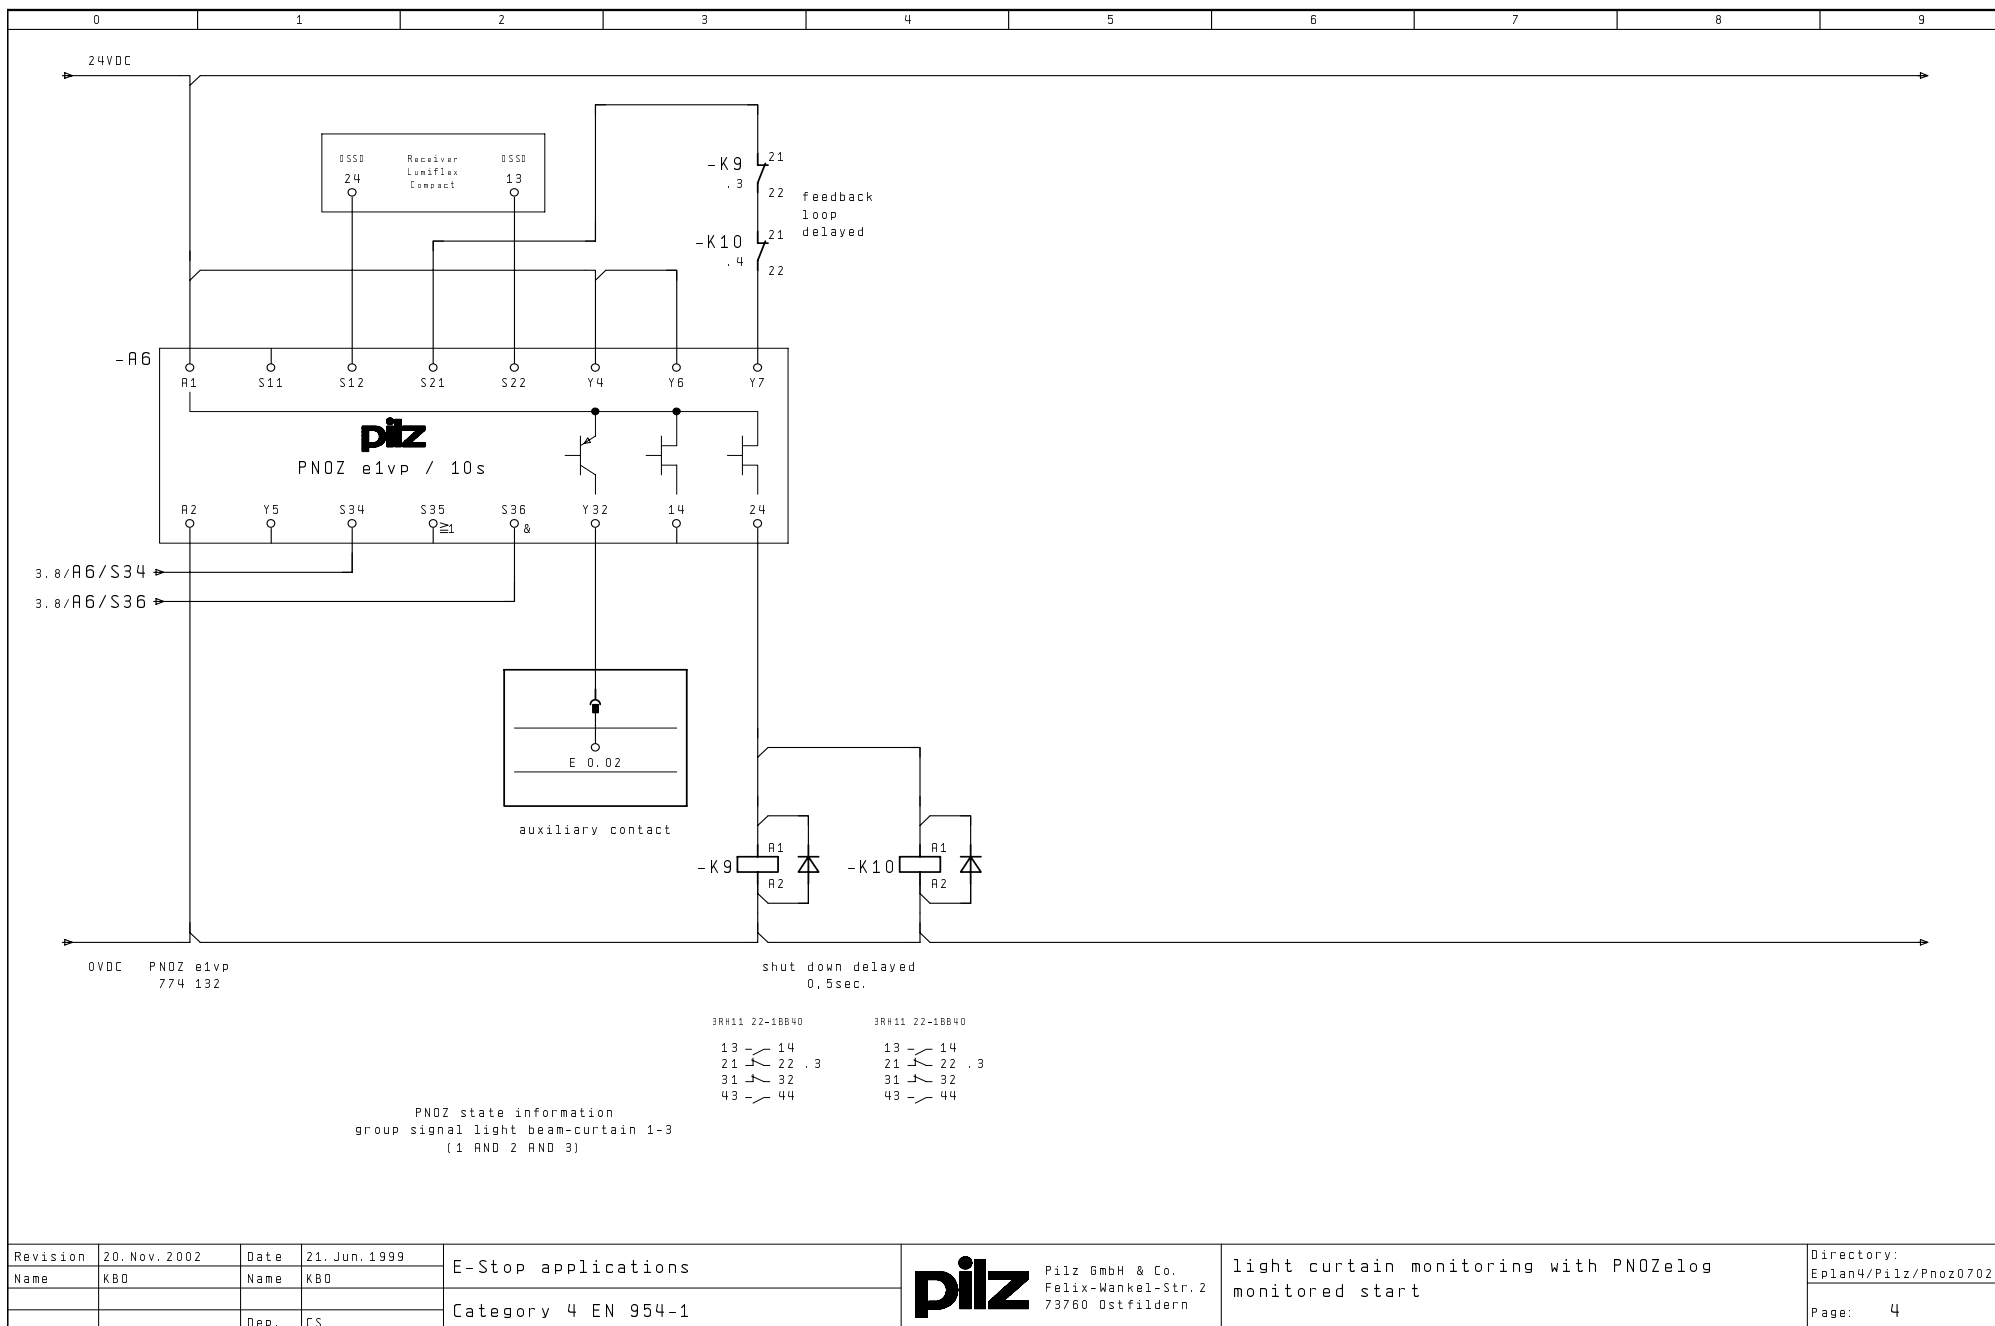 0 1 2 3 4 5 6 7 8 9
24VDC
OSSD Receiver OSSD
Lumiflex
24 Compact 13
-K9 21
.3 22
feedback
loop
delayed
-K10 21
.4 22
-A6
A1 S11 S12 S21 S22 Y4 Y6 Y7
pilz
PNOZ e1vp / 10s
A2 Y5 S34 S35 S36 Y32 14 24
≧1 &
3.8/A6/S34
3.8/A6/S36
E 0.02
auxiliary contact
-K9 A1 A2
-K10 A1 A2
0VDC PNOZ e1vp
774 132
shut down delayed
0,5sec.
3RH11 22-1BB40 3RH11 22-1BB40
13 14 13 14
21 22 .3 21 22 .3
31 32 31 32
43 44 43 44
PNOZ state information
group signal light beam-curtain 1-3
(1 AND 2 AND 3)
Revision 20.Nov.2002 Date 21.Jun.1999
Name KBO Name KBO
Dep. CS
E-Stop applications
Category 4 EN 954-1
pilz
Pilz GmbH & Co.
Felix-Wankel-Str.2
73760 Ostfildern
light curtain monitoring with PNOZelog
monitored start
Directory:
Eplan4/Pilz/Pnoz0702
Page: 4